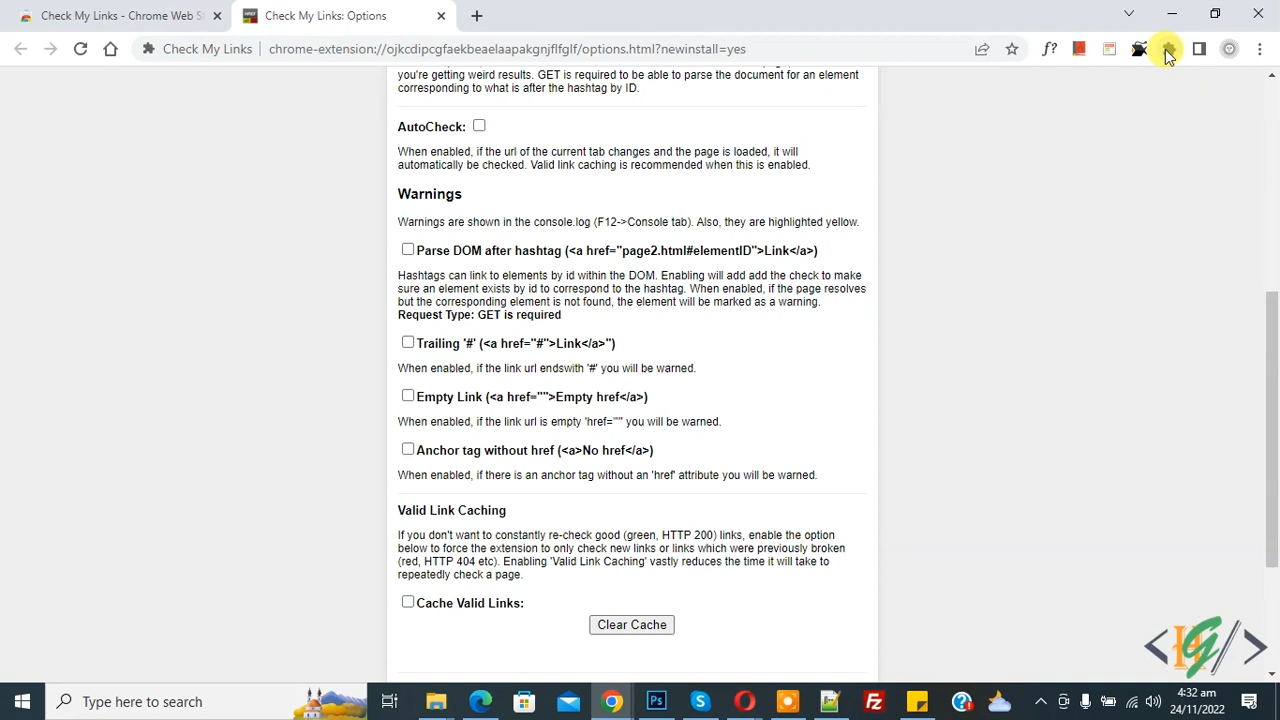 Check My Links - Chrome Web St
Check My Links: Options
Check My Links
chrome-extension://ojkcdipcgfaekbeaelaapakgnjflfglf/options.html?newinstall=yes
f?
you're getting weird results. GET is required to be able to parse the document for an element
corresponding to what is after the hashtag by ID.
AutoCheck:
When enabled, if the url of the current tab changes and the page is loaded, it will
automatically be checked. Valid link caching is recommended when this is enabled.
Warnings
Warnings are shown in the console.log (F12->Console tab). Also, they are highlighted yellow.
Parse DOM after hashtag (<a href="page2.html#elementID">Link</a>)
Hashtags can link to elements by id within the DOM. Enabling will add add the check to make
sure an element exists by id to correspond to the hashtag. When enabled, if the page resolves
but the corresponding element is not found, the element will be marked as a warning.
Request Type: GET is required
Trailing '#' (<a href="#">Link</a>")
When enabled, if the link url endswith '#' you will be warned.
Empty Link (<a href="">Empty href</a>)
When enabled, if the link url is empty 'href=""' you will be warned.
Anchor tag without href (<a>No href</a>)
When enabled, if there is an anchor tag without an 'href' attribute you will be warned.
Valid Link Caching
If you don't want to constantly re-check good (green, HTTP 200) links, enable the option
below to force the extension to only check new links or links which were previously broken
(red, HTTP 404 etc). Enabling 'Valid Link Caching' vastly reduces the time it will take to
repeatedly check a page.
Cache Valid Links:
Clear Cache
Type here to search
4:32 am
24/11/2022